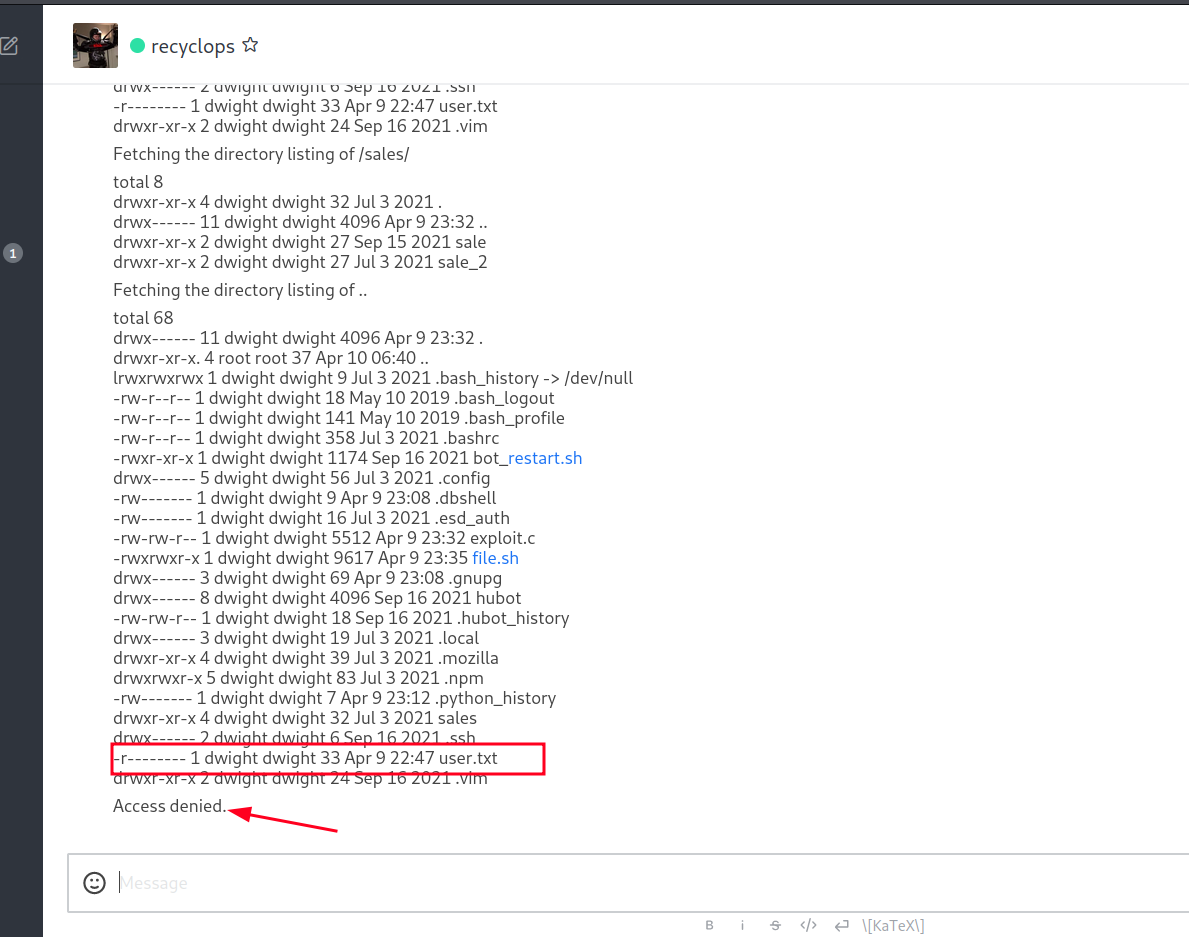 recyclops
drwx------ 2 dwight dwight 6 Sep 16 2021 .ssh
-r-------- 1 dwight dwight 33 Apr 9 22:47 user.txt
drwxr-xr-x 2 dwight dwight 24 Sep 16 2021 .vim
Fetching the directory listing of /sales/
total 8
drwxr-xr-x 4 dwight dwight 32 Jul 3 2021 .
drwx------ 11 dwight dwight 4096 Apr 9 23:32 ..
drwxr-xr-x 2 dwight dwight 27 Sep 15 2021 sale
drwxr-xr-x 2 dwight dwight 27 Jul 3 2021 sale_2
1
Fetching the directory listing of ..
total 68
drwx------ 11 dwight dwight 4096 Apr 9 23:32 .
drwxr-xr-x. 4 root root 37 Apr 10 06:40 ..
lrwxrwxrwx 1 dwight dwight 9 Jul 3 2021 .bash_history -> /dev/null
-rw-r--r-- 1 dwight dwight 18 May 10 2019 .bash_logout
-rw-r--r-- 1 dwight dwight 141 May 10 2019 .bash_profile
-rw-r--r-- 1 dwight dwight 358 Jul 3 2021 .bashrc
-rwxr-xr-x 1 dwight dwight 1174 Sep 16 2021 bot_restart.sh
drwx------ 5 dwight dwight 56 Jul 3 2021 .config
-rw------- 1 dwight dwight 9 Apr 9 23:08 .dbshell
-rw------- 1 dwight dwight 16 Jul 3 2021 .esd_auth
-rw-rw-r-- 1 dwight dwight 5512 Apr 9 23:32 exploit.c
-rwxrwxr-x 1 dwight dwight 9617 Apr 9 23:35 file.sh
drwx------ 3 dwight dwight 69 Apr 9 23:08 .gnupg
drwx------ 8 dwight dwight 4096 Sep 16 2021 hubot
-rw-rw-r-- 1 dwight dwight 18 Sep 16 2021 .hubot_history
drwx------ 3 dwight dwight 19 Jul 3 2021 .local
drwxr-xr-x 4 dwight dwight 39 Jul 3 2021 .mozilla
drwxrwxr-x 5 dwight dwight 83 Jul 3 2021 .npm
-rw------- 1 dwight dwight 7 Apr 9 23:12 .python_history
drwxr-xr-x 4 dwight dwight 32 Jul 3 2021 sales
drwx------ 2 dwight dwight 6 Sep 16 2021 .ssh
-r-------- 1 dwight dwight 33 Apr 9 22:47 user.txt
drwxr-xr-x 2 dwight dwight 24 Sep 16 2021 .vim
Access denied.
Message
B i S </> \[KaTeX\]